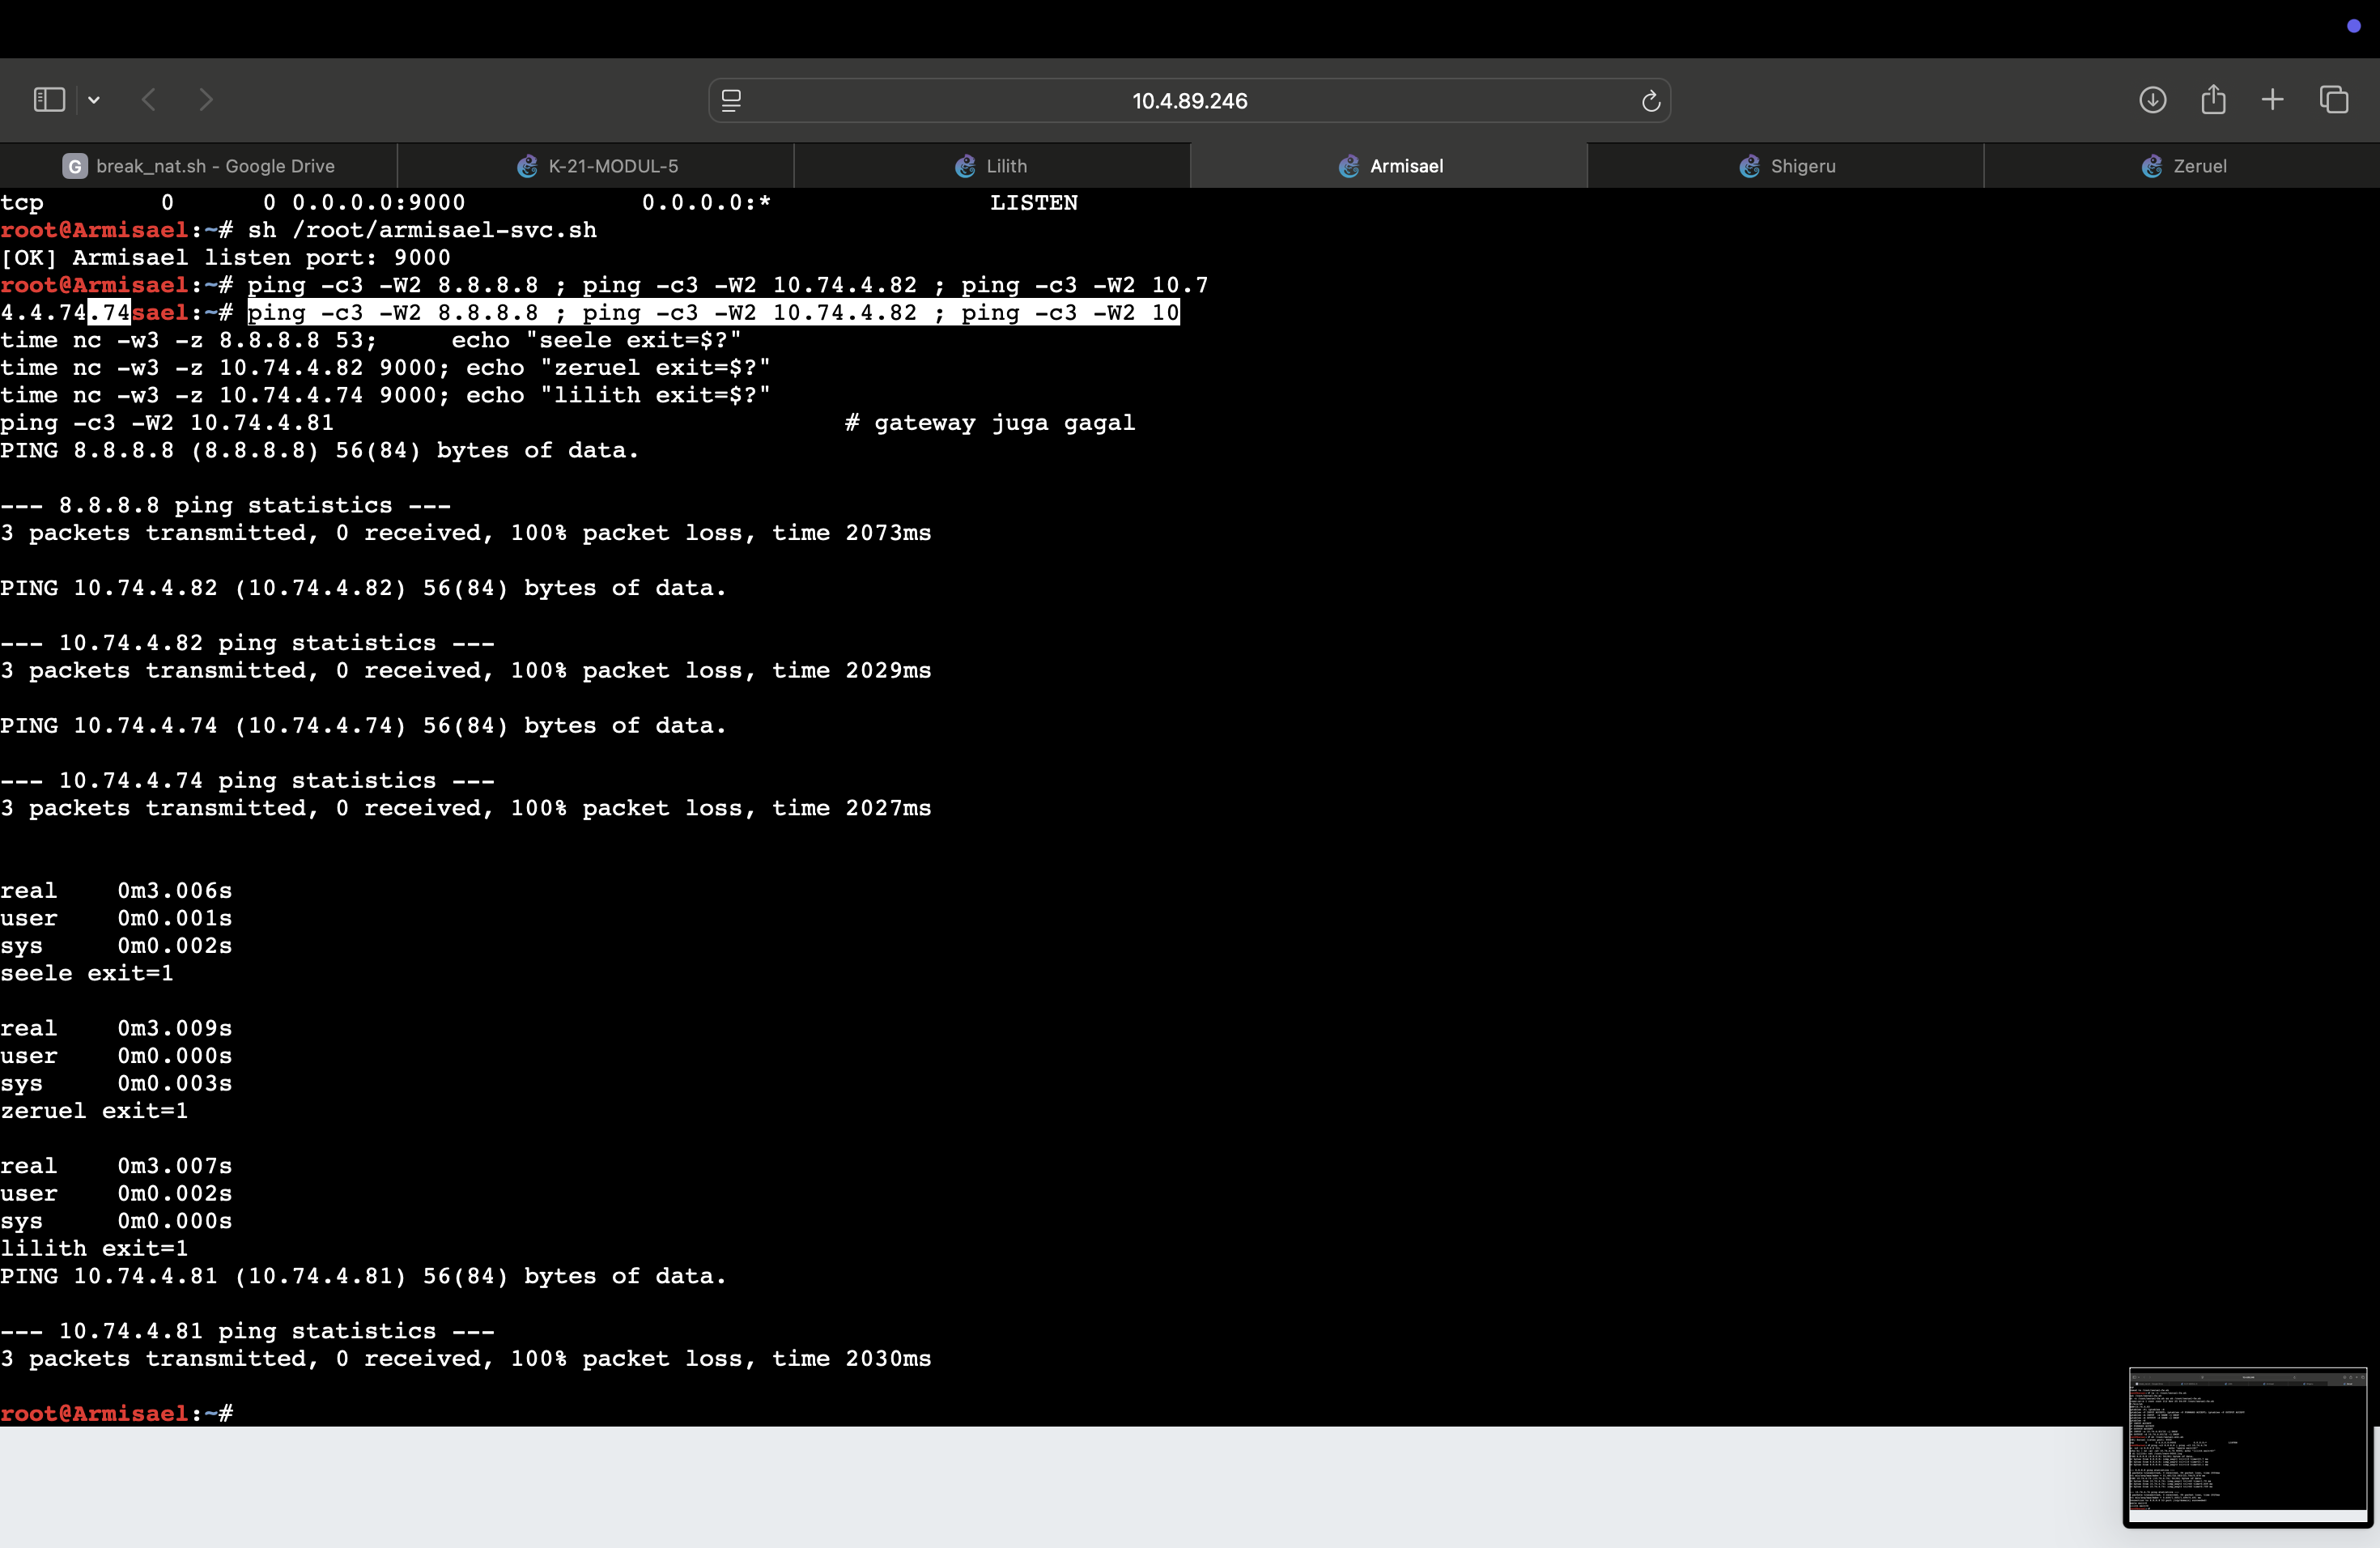 10.4.89.246
G break_nat.sh - Google Drive
K-21-MODUL-5
Lilith
Armisael
Shigeru
Zeruel
tcp        0      0 0.0.0.0:9000            0.0.0.0:*               LISTEN
root@Armisael:~# sh /root/armisael-svc.sh
[OK] Armisael listen port: 9000
root@Armisael:~# ping -c3 -W2 8.8.8.8 ; ping -c3 -W2 10.74.4.82 ; ping -c3 -W2 10.7
4.4.74.74sael:~# ping -c3 -W2 8.8.8.8 ; ping -c3 -W2 10.74.4.82 ; ping -c3 -W2 10
time nc -w3 -z 8.8.8.8 53;     echo "seele exit=$?"
time nc -w3 -z 10.74.4.82 9000; echo "zeruel exit=$?"
time nc -w3 -z 10.74.4.74 9000; echo "lilith exit=$?"
ping -c3 -W2 10.74.4.81                                   # gateway juga gagal
PING 8.8.8.8 (8.8.8.8) 56(84) bytes of data.
--- 8.8.8.8 ping statistics ---
3 packets transmitted, 0 received, 100% packet loss, time 2073ms
PING 10.74.4.82 (10.74.4.82) 56(84) bytes of data.
--- 10.74.4.82 ping statistics ---
3 packets transmitted, 0 received, 100% packet loss, time 2029ms
PING 10.74.4.74 (10.74.4.74) 56(84) bytes of data.
--- 10.74.4.74 ping statistics ---
3 packets transmitted, 0 received, 100% packet loss, time 2027ms
real    0m3.006s
user    0m0.001s
sys     0m0.002s
seele exit=1
real    0m3.009s
user    0m0.000s
sys     0m0.003s
zeruel exit=1
real    0m3.007s
user    0m0.002s
sys     0m0.000s
lilith exit=1
PING 10.74.4.81 (10.74.4.81) 56(84) bytes of data.
--- 10.74.4.81 ping statistics ---
3 packets transmitted, 0 received, 100% packet loss, time 2030ms
root@Armisael:~#